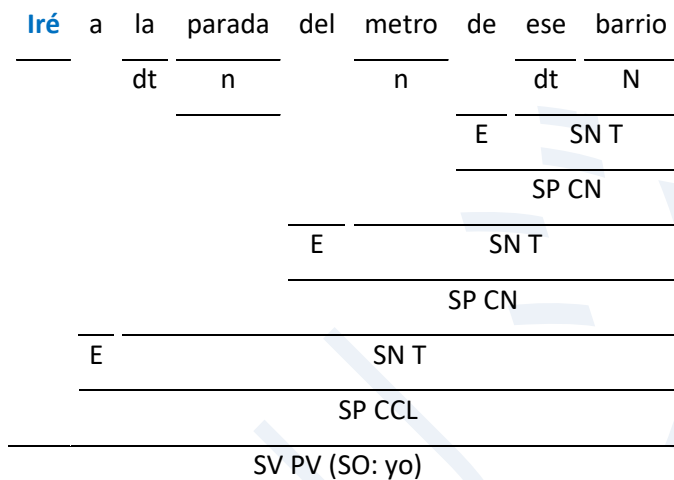 Iré a la parada del metro de ese barrio
dt n n dt N
E SN T
SP CN
E SN T
SP CN
E SN T
SP CCL
SV PV (SO: yo)